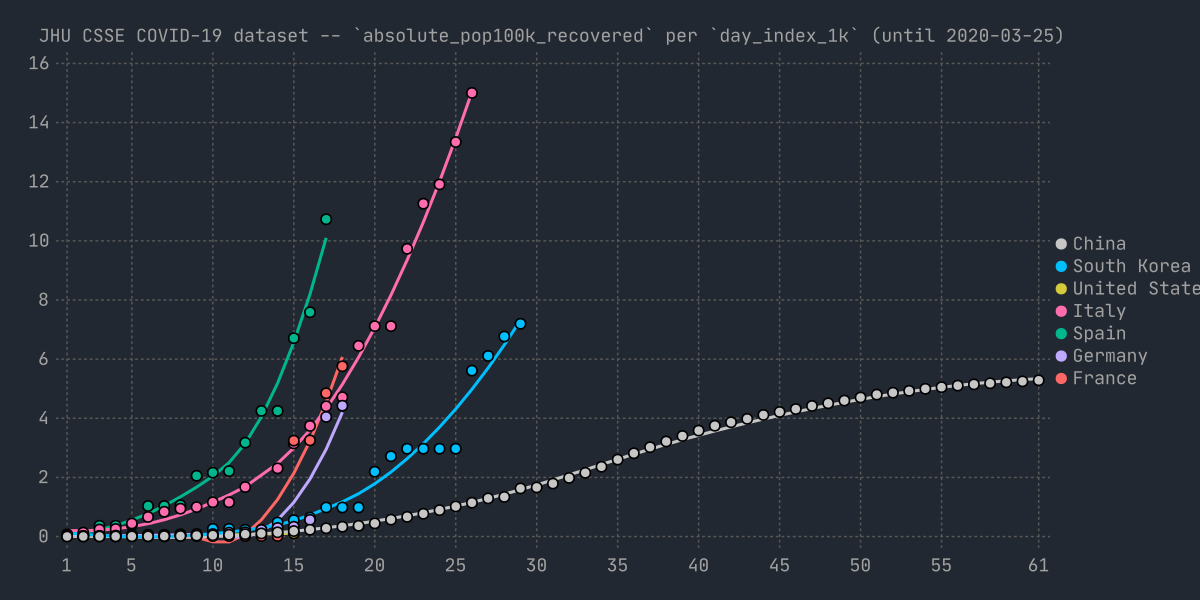 JHU CSSE COVID-19 dataset -- `absolute_pop100k_recovered` per `day_index_1k` (until 2020-03-25)
16
14
12
10
8
6
4
2
0
1 5 10 15 20 25 30 35 40 45 50 55 61
China
South Korea
United State
Italy
Spain
Germany
France